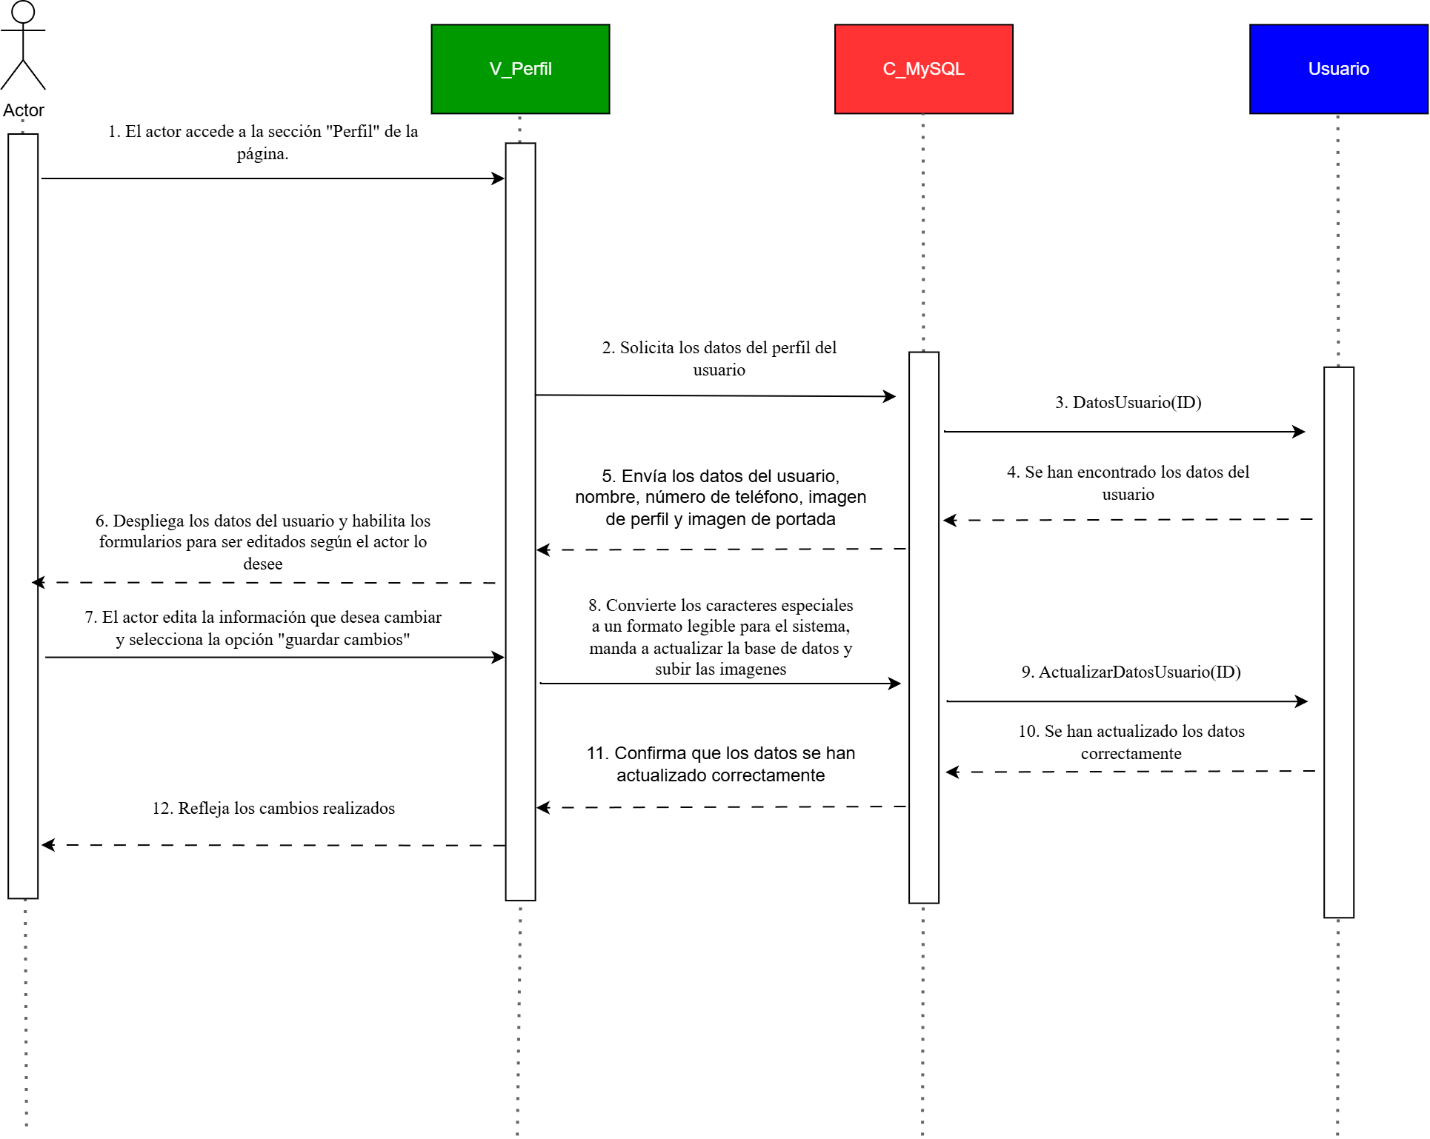 Actor
V_Perfil
C_MySQL
Usuario
1. El actor accede a la sección "Perfil" de la
página.
2. Solicita los datos del perfil del
usuario
3. DatosUsuario(ID)
4. Se han encontrado los datos del
usuario
5. Envía los datos del usuario,
nombre, número de teléfono, imagen
de perfil y imagen de portada
6. Despliega los datos del usuario y habilita los
formularios para ser editados según el actor lo
desee
7. El actor edita la información que desea cambiar
y selecciona la opción "guardar cambios"
8. Convierte los caracteres especiales
a un formato legible para el sistema,
manda a actualizar la base de datos y
subir las imagenes
9. ActualizarDatosUsuario(ID)
10. Se han actualizado los datos
correctamente
11. Confirma que los datos se han
actualizado correctamente
12. Refleja los cambios realizados